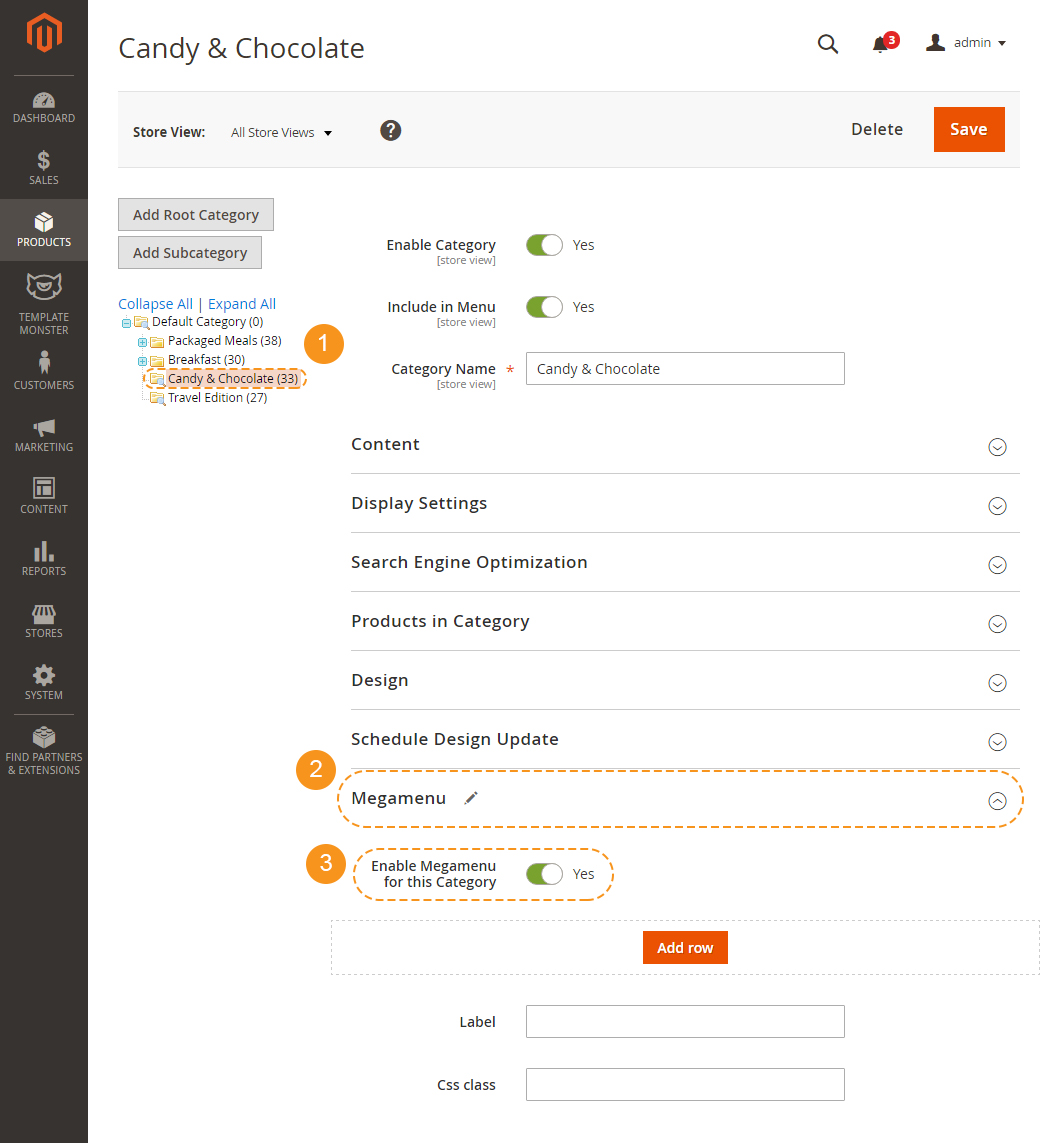 Candy & Chocolate
3
admin
Store View: All Store Views ?
Delete
Save
DASHBOARD
$
SALES
PRODUCTS
TEMPLATE
MONSTER
CUSTOMERS
MARKETING
CONTENT
REPORTS
STORES
SYSTEM
FIND PARTNERS
& EXTENSIONS
Add Root Category
Add Subcategory
Collapse All | Expand All
Default Category (0)
Packaged Meals (38)
Breakfast (30)
Candy & Chocolate (33)
Travel Edition (27)
1
Enable Category
[store view]
Yes
Include in Menu
[store view]
Yes
Category Name *
[store view]
Candy & Chocolate
Content
Display Settings
Search Engine Optimization
Products in Category
Design
Schedule Design Update
2
Megamenu
3
Enable Megamenu
for this Category
Yes
Add row
Label
Css class